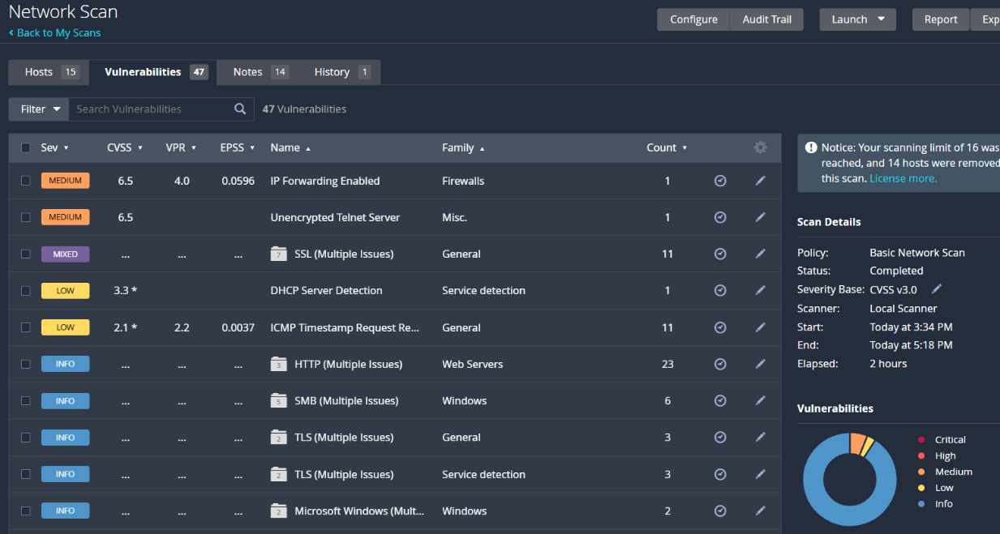 Network Scan
Back to My Scans
Configure Audit Trail Launch Report Exp
Hosts 15 Vulnerabilities 47 Notes 14 History 1
Filter Search Vulnerabilities 47 Vulnerabilities
Sev CVSS VPR EPSS Name Family Count
MEDIUM 6.5 4.0 0.0596 IP Forwarding Enabled Firewalls 1
MEDIUM 6.5 Unencrypted Telnet Server Misc. 1
MIXED ... ... ... 7 SSL (Multiple Issues) General 11
LOW 3.3 * DHCP Server Detection Service detection 1
LOW 2.1 * 2.2 0.0037 ICMP Timestamp Request Re... General 11
INFO ... ... ... 3 HTTP (Multiple Issues) Web Servers 23
INFO ... ... ... 5 SMB (Multiple Issues) Windows 6
INFO ... ... ... 2 TLS (Multiple Issues) General 3
INFO ... ... ... 2 TLS (Multiple Issues) Service detection 3
INFO ... ... ... 2 Microsoft Windows (Mult... Windows 2
Notice: Your scanning limit of 16 was
reached, and 14 hosts were removed
this scan. License more.
Scan Details
Policy: Basic Network Scan
Status: Completed
Severity Base: CVSS v3.0
Scanner: Local Scanner
Start: Today at 3:34 PM
End: Today at 5:18 PM
Elapsed: 2 hours
Vulnerabilities
Critical
High
Medium
Low
Info